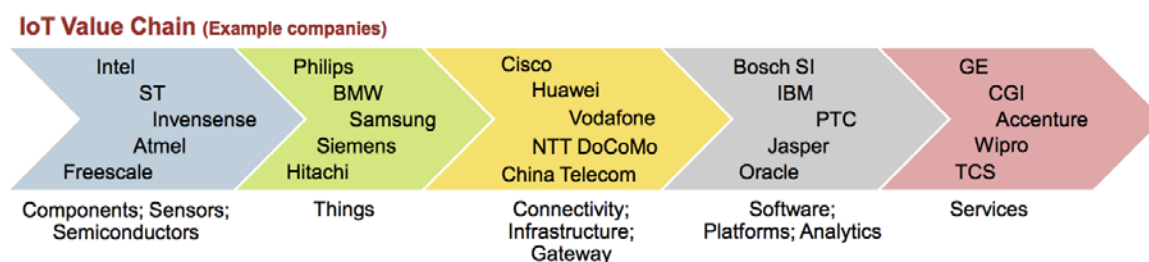 IoT Value Chain (Example companies)
Intel
ST
Invensense
Atmel
Freescale
Philips
BMW
Samsung
Siemens
Hitachi
Cisco
Huawei
Vodafone
NTT DoCoMo
China Telecom
Bosch SI
IBM
PTC
Jasper
Oracle
GE
CGI
Accenture
Wipro
TCS
Components; Sensors;
Semiconductors
Things
Connectivity;
Infrastructure;
Gateway
Software;
Platforms; Analytics
Services